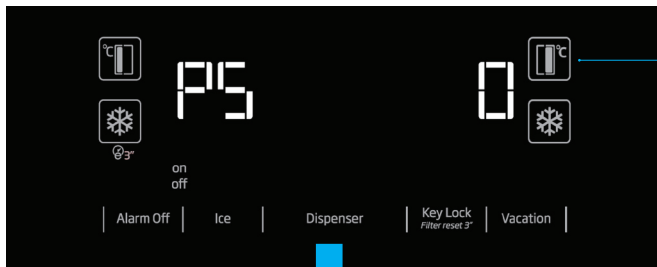 °C
°C
PS 0
3"
on
off
Alarm Off
Ice
Dispenser
Key Lock
Filter reset 3"
Vacation